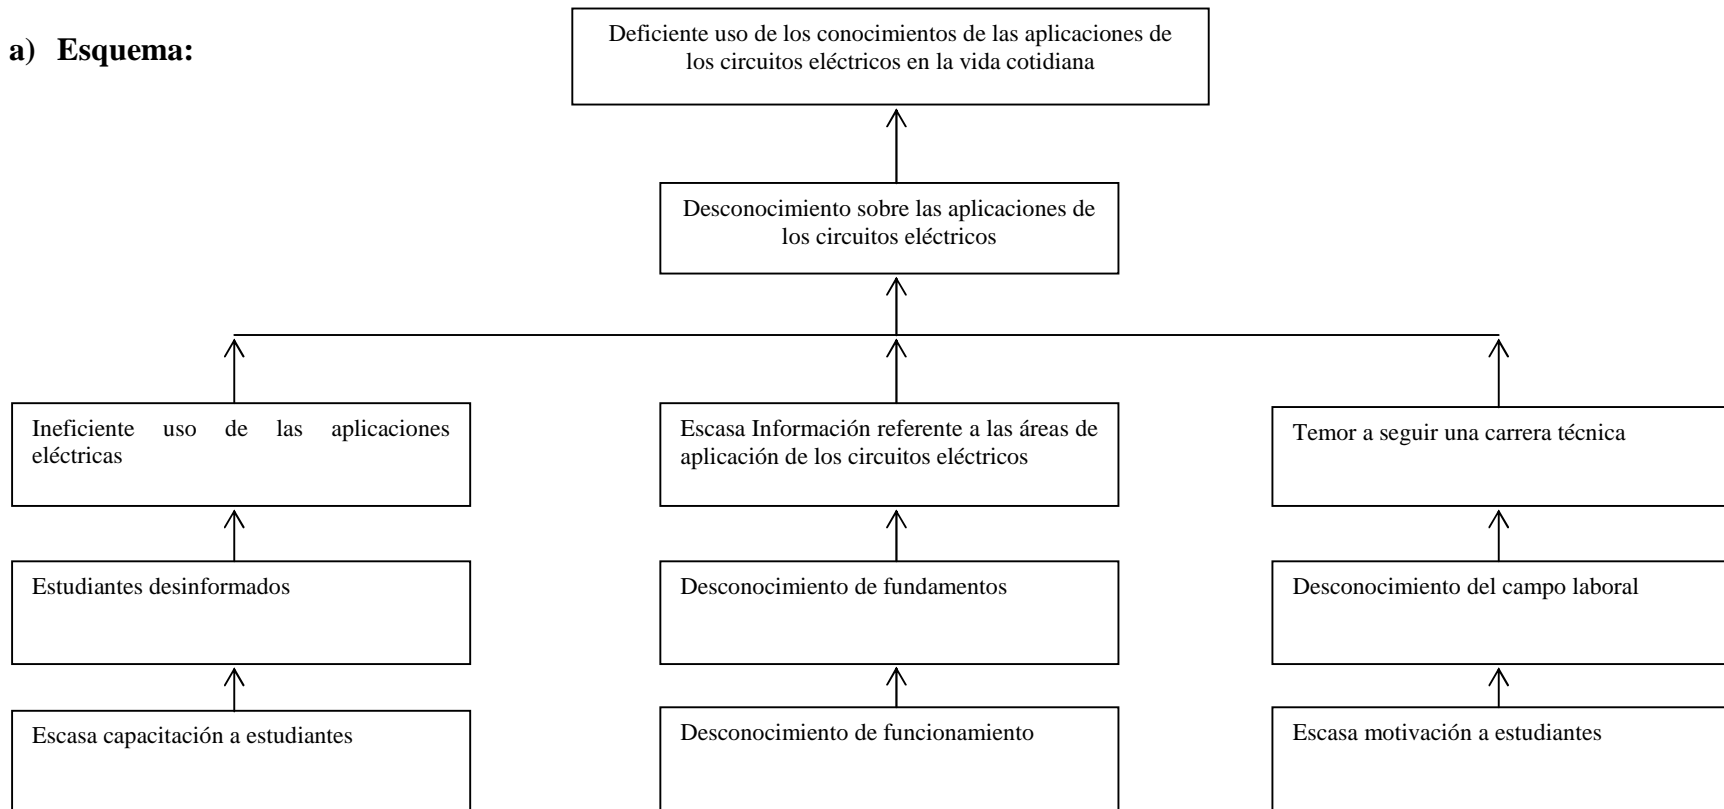 a) Esquema:
Deficiente uso de los conocimientos de las aplicaciones de
los circuitos eléctricos en la vida cotidiana
Desconocimiento sobre las aplicaciones de
los circuitos eléctricos
Ineficiente uso de las aplicaciones
eléctricas
Escasa Información referente a las áreas de
aplicación de los circuitos eléctricos
Temor a seguir una carrera técnica
Estudiantes desinformados
Desconocimiento de fundamentos
Desconocimiento del campo laboral
Escasa capacitación a estudiantes
Desconocimiento de funcionamiento
Escasa motivación a estudiantes